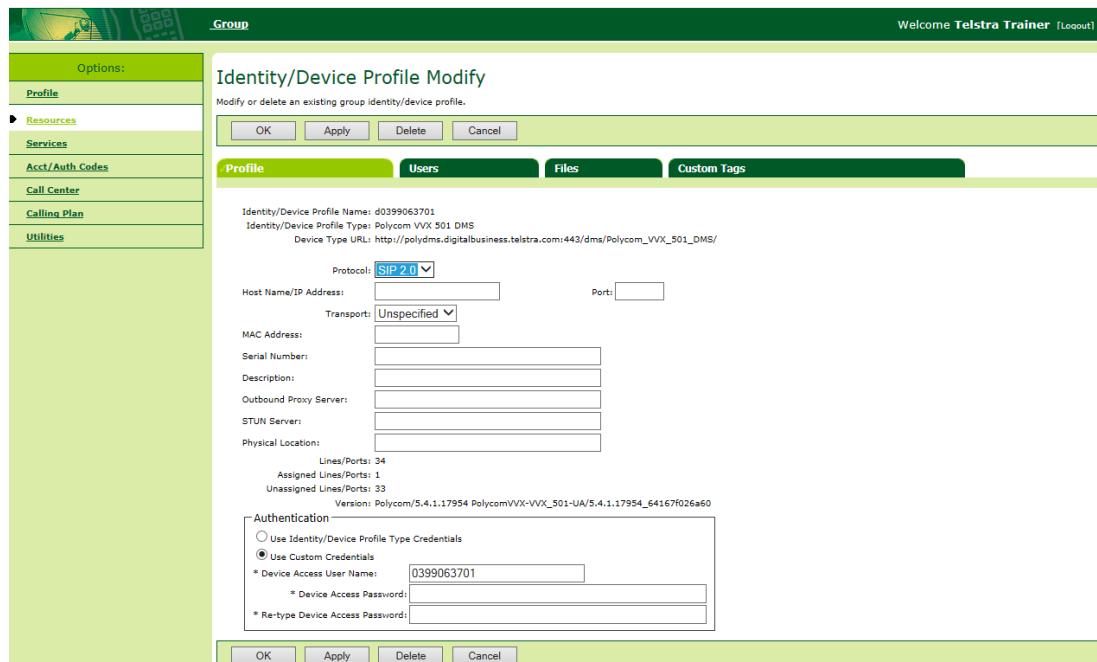 Group
Welcome Telstra Trainer [Logout]
Options:
Profile
Resources
Services
Acct/Auth Codes
Call Center
Calling Plan
Utilities
Identity/Device Profile Modify
Modify or delete an existing group identity/device profile.
OK Apply Delete Cancel
Profile Users Files Custom Tags
Identity/Device Profile Name: d0399063701
Identity/Device Profile Type: Polycom VVX 501 DMS
Device Type URL: http://polydms.digitalbusiness.telstra.com:443/dms/Polycom_VVX_501_DMS/
Protocol: SIP 2.0
Host Name/IP Address: Port:
Transport: Unspecified
MAC Address:
Serial Number:
Description:
Outbound Proxy Server:
STUN Server:
Physical Location:
Lines/Ports: 34
Assigned Lines/Ports: 1
Unassigned Lines/Ports: 33
Version: Polycom/5.4.1.17954 PolycomVVX-VVX_501-UA/5.4.1.17954_64167f026a60
Authentication
Use Identity/Device Profile Type Credentials
Use Custom Credentials
* Device Access User Name: 0399063701
* Device Access Password:
* Re-type Device Access Password:
OK Apply Delete Cancel